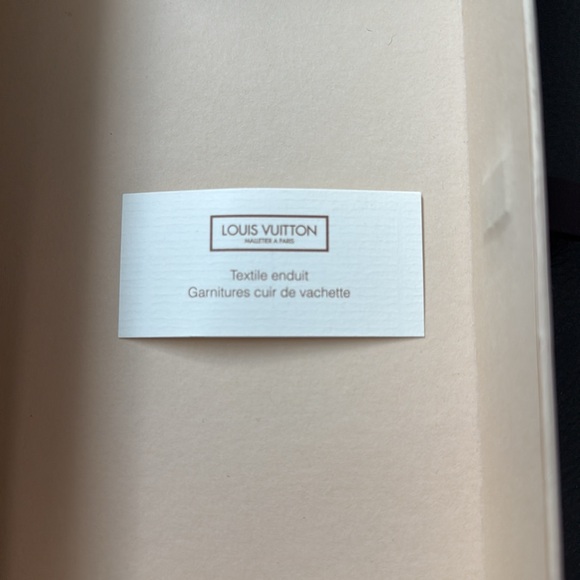 LOUIS VUITTON
MALLETIER A PARIS
Textile enduit
Garnitures cuir de vachette